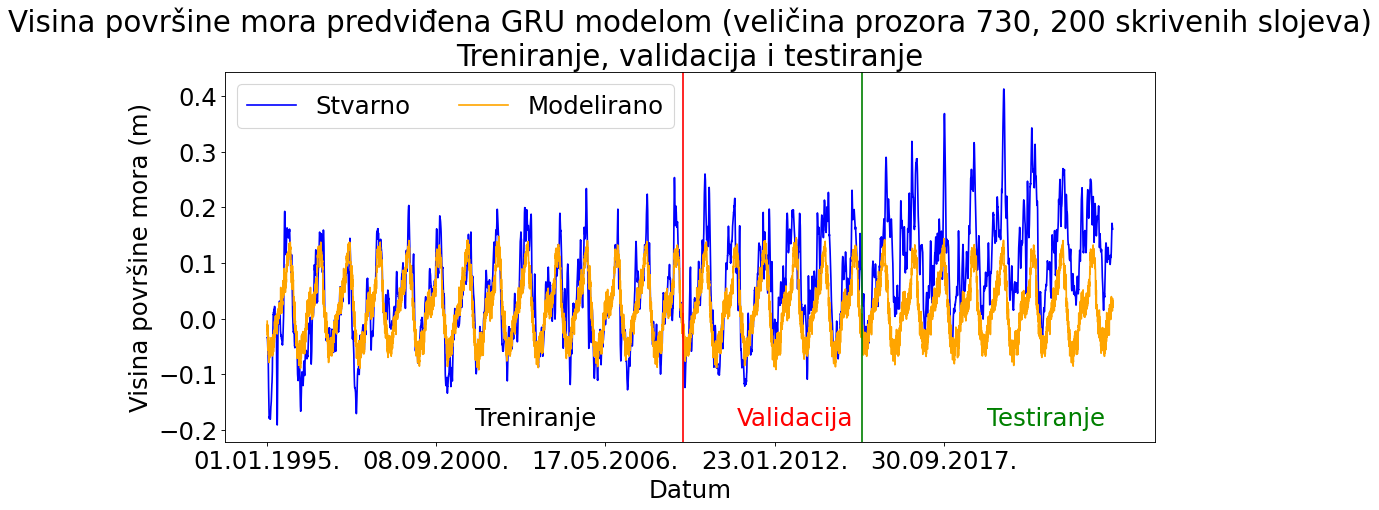 Visina površine mora predviđena GRU modelom (veličina prozora 730, 200 skrivenih slojeva)
Treniranje, validacija i testiranje
Stvarno
Modelirano
Visina površine mora (m)
0.4
0.3
0.2
0.1
0.0
−0.1
−0.2
Treniranje
Validacija
Testiranje
01.01.1995.
08.09.2000.
17.05.2006.
23.01.2012.
30.09.2017.
Datum